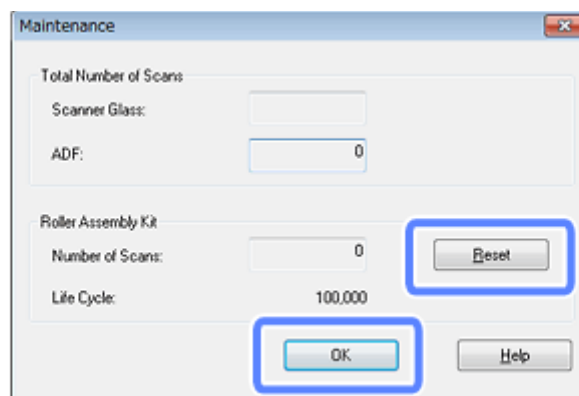 Maintenance
Total Number of Scans
Scanner Glass:
ADF: 0
Roller Assembly Kit
Number of Scans: 0 Reset
Life Cycle: 100,000
OK Help